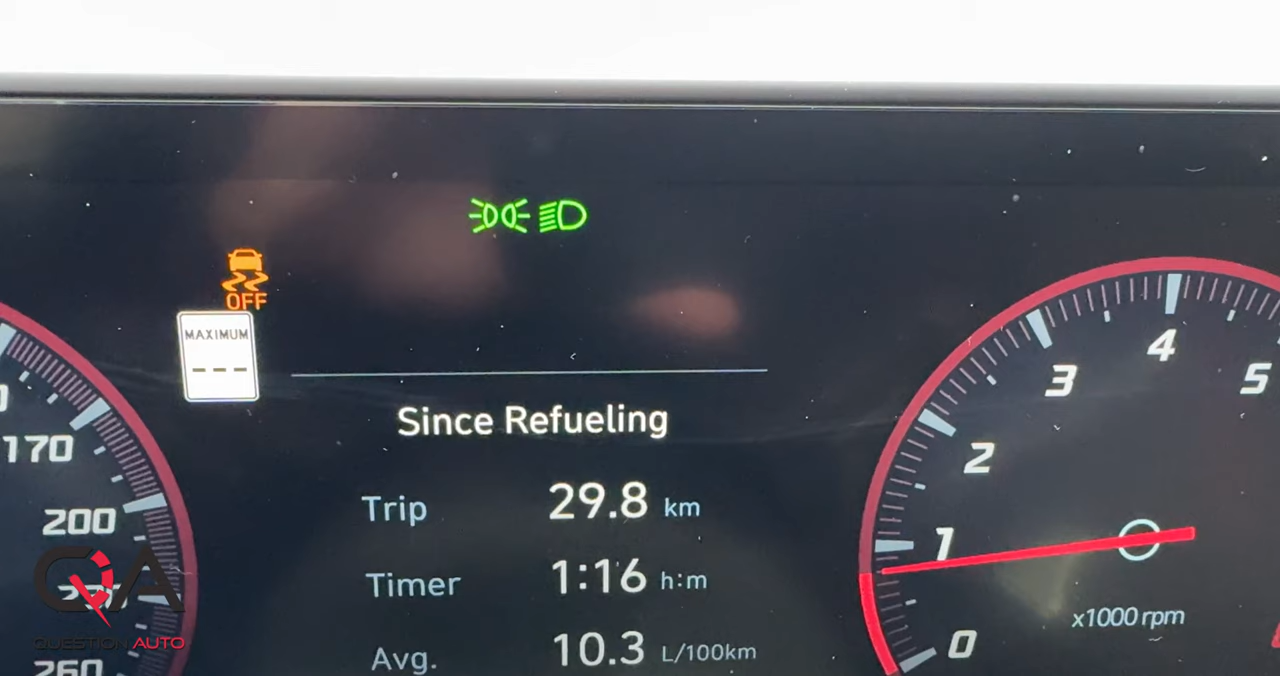 OFF
MAXIMUM
---
Since Refueling
Trip 29.8 km
Timer 1:16 h:m
Avg. 10.3 L/100km
170
200
260
0
1
2
3
4
5
x1000 rpm
QA
QUESTION AUTO